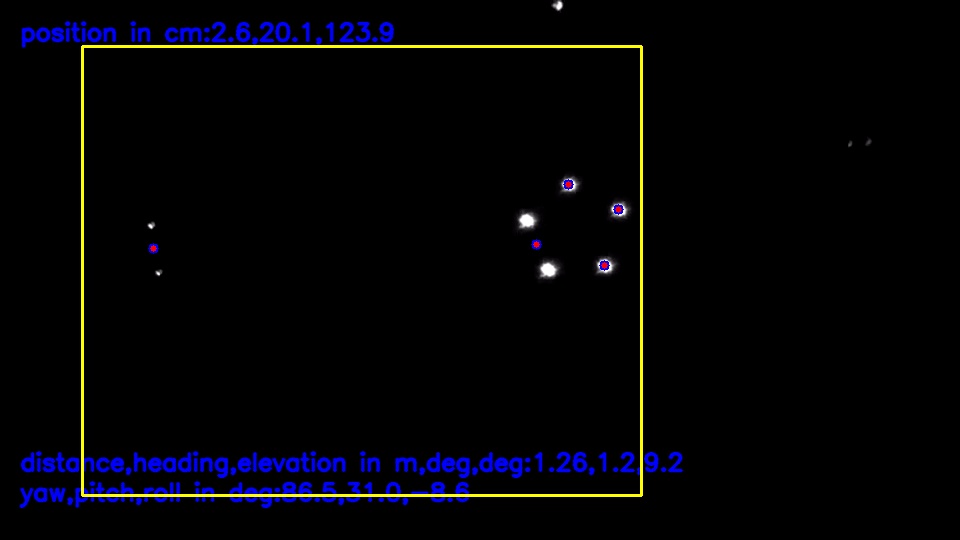 position in cm:2.6,20.1,123.9
distance,heading,elevation in m,deg,deg:1.26,1.2,9.2
yaw,pitch,roll in deg:86.5,31.0,-8.6